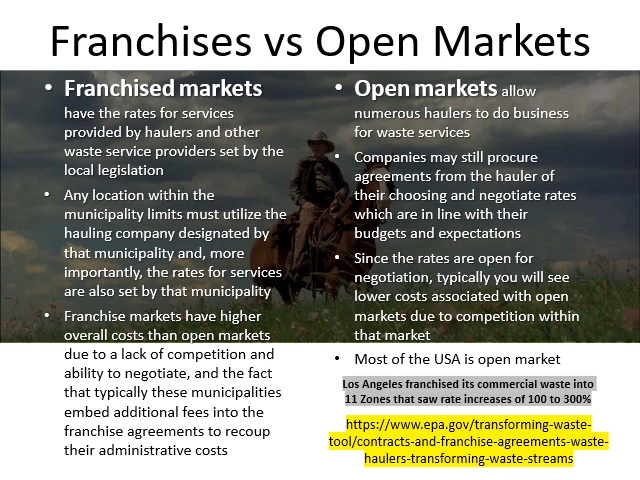 Franchises vs Open Markets
• Franchised markets
have the rates for services
provided by haulers and other
waste service providers set by the
local legislation
• Any location within the
municipality limits must utilize the
hauling company designated by
that municipality and, more
importantly, the rates for services
are also set by that municipality
• Franchise markets have higher
overall costs than open markets
due to a lack of competition and
ability to negotiate, and the fact
that typically these municipalities
embed additional fees into the
franchise agreements to recoup
their administrative costs
• Open markets allow
numerous haulers to do business
for waste services
• Companies may still procure
agreements from the hauler of
their choosing and negotiate rates
which are in line with their
budgets and expectations
• Since the rates are open for
negotiation, typically you will see
lower costs associated with open
markets due to competition within
that market
• Most of the USA is open market
Los Angeles franchised its commercial waste into
11 Zones that saw rate increases of 100 to 300%
https://www.epa.gov/transforming-waste-
tool/contracts-and-franchise-agreements-waste-
haulers-transforming-waste-streams